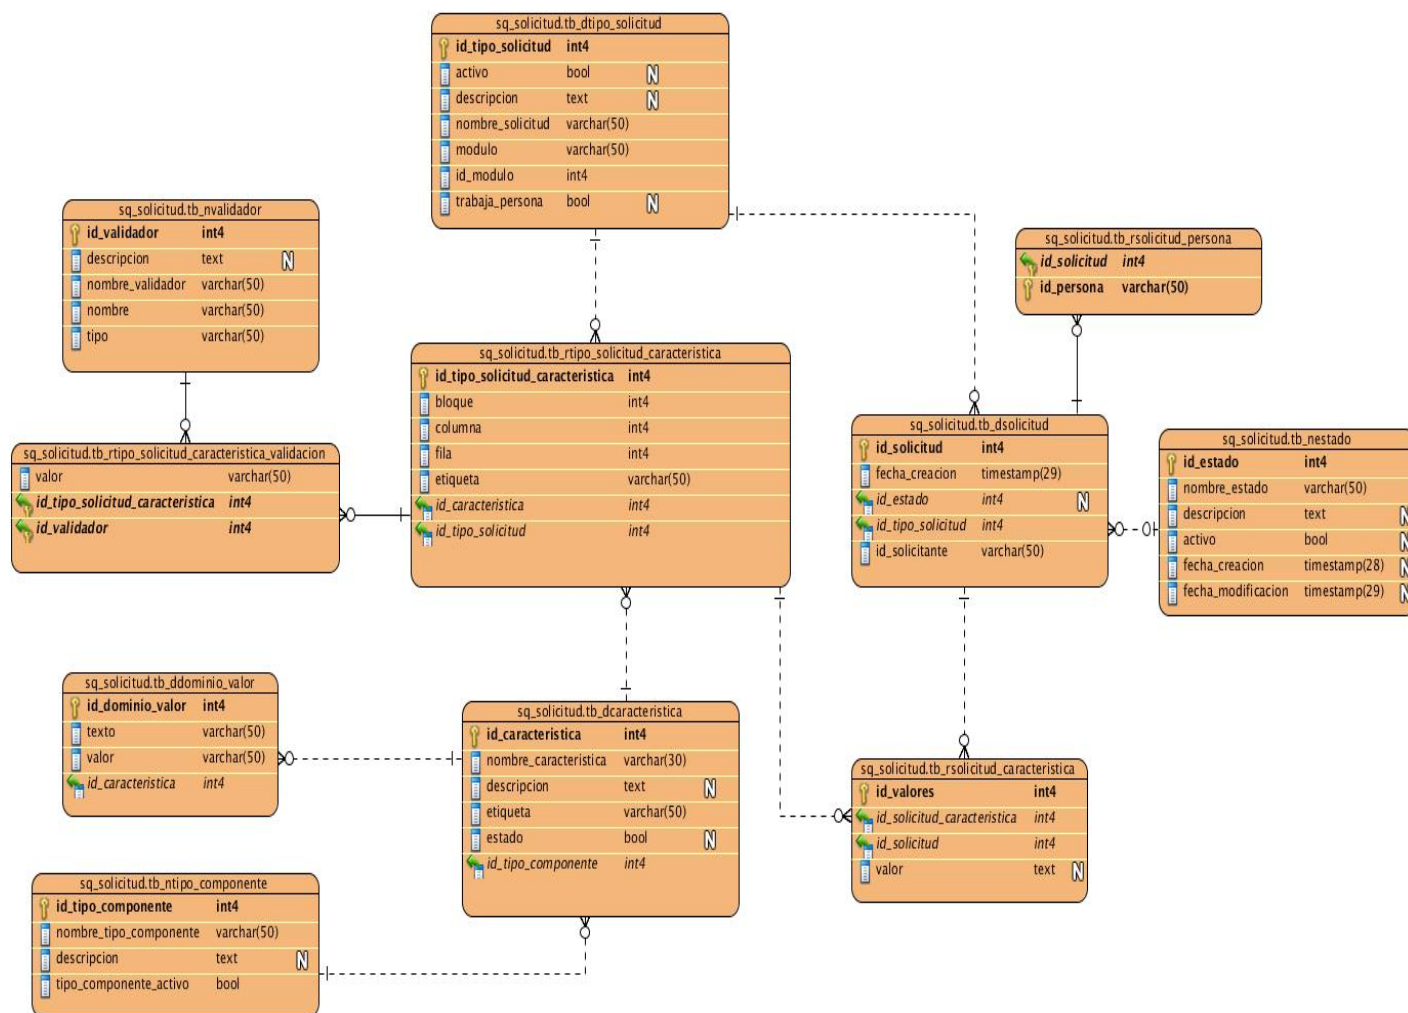 sq_solicitud.tb_dtipo_solicitud
id_tipo_solicitud int4
activo bool N
descripcion text N
nombre_solicitud varchar(50)
modulo varchar(50)
id_modulo int4
trabaja_persona bool N
sq_solicitud.tb_nvalidador
id_validador int4
descripcion text N
nombre_validador varchar(50)
nombre varchar(50)
tipo varchar(50)
sq_solicitud.tb_rsolicitud_persona
id_solicitud int4
id_persona varchar(50)
sq_solicitud.tb_rtipo_solicitud_caracteristica
id_tipo_solicitud_caracteristica int4
bloque int4
columna int4
fila int4
etiqueta varchar(50)
id_caracteristica int4
id_tipo_solicitud int4
sq_solicitud.tb_dsolicitud
id_solicitud int4
fecha_creacion timestamp(29)
id_estado int4 N
id_tipo_solicitud int4
id_solicitante varchar(50)
sq_solicitud.tb_nestado
id_estado int4
nombre_estado varchar(50)
descripcion text N
activo bool N
fecha_creacion timestamp(28) N
fecha_modificacion timestamp(29) N
sq_solicitud.tb_rtipo_solicitud_caracteristica_validacion
valor varchar(50)
id_tipo_solicitud_caracteristica int4
id_validador int4
sq_solicitud.tb_ddominio_valor
id_dominio_valor int4
texto varchar(50)
valor varchar(50)
id_caracteristica int4
sq_solicitud.tb_dcaracteristica
id_caracteristica int4
nombre_caracteristica varchar(30)
descripcion text N
etiqueta varchar(50)
estado bool N
id_tipo_componente int4
sq_solicitud.tb_rsolicitud_caracteristica
id_valores int4
id_solicitud_caracteristica int4
id_solicitud int4
valor text N
sq_solicitud.tb_ntipo_componente
id_tipo_componente int4
nombre_tipo_componente varchar(50)
descripcion text N
tipo_componente_activo bool